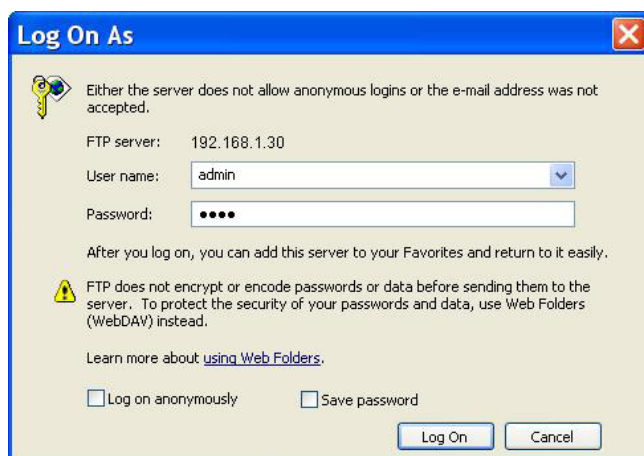 Log On As
Either the server does not allow anonymous logins or the e-mail address was not
accepted.
FTP server: 192.168.1.30
User name: admin
Password: ●●●●
After you log on, you can add this server to your Favorites and return to it easily.
FTP does not encrypt or encode passwords or data before sending them to the
server. To protect the security of your passwords and data, use Web Folders
(WebDAV) instead.
Learn more about using Web Folders.
Log on anonymously Save password
Log On Cancel